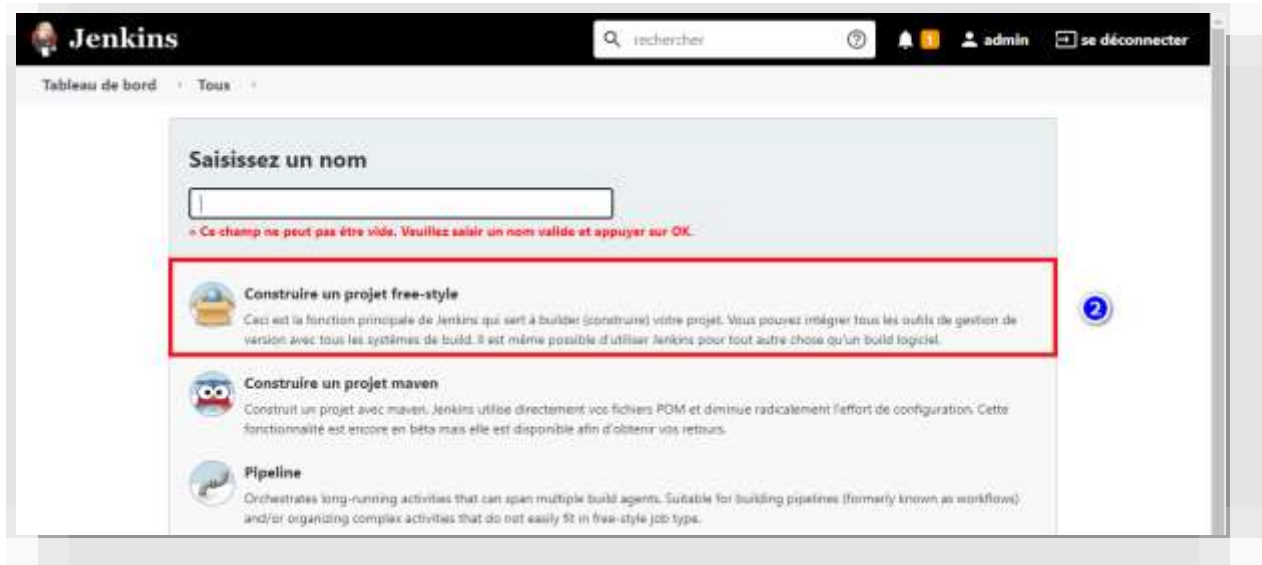 Jenkins
rechercher
1
admin
se déconnecter
Tableau de bord
Tous
Saisissez un nom
» Ce champ ne peut pas être vide. Veuillez saisir un nom valide et appuyer sur OK.
Construire un projet free-style
Ceci est la fonction principale de Jenkins qui sert à builder (construire) votre projet. Vous pouvez intégrer tous les outils de gestion de
version avec tous les systèmes de build. Il est même possible d'utiliser Jenkins pour tout autre chose qu'un build logiciel.
2
Construire un projet maven
Construit un projet avec maven. Jenkins utilise directement vos fichiers POM et diminue radicalement l'effort de configuration. Cette
fonctionnalité est encore en bêta mais elle est disponible afin d'obtenir vos retours.
Pipeline
Orchestrates long-running activities that can span multiple build agents. Suitable for building pipelines (formerly known as workflows)
and/or organizing complex activities that do not easily fit in free-style job type.